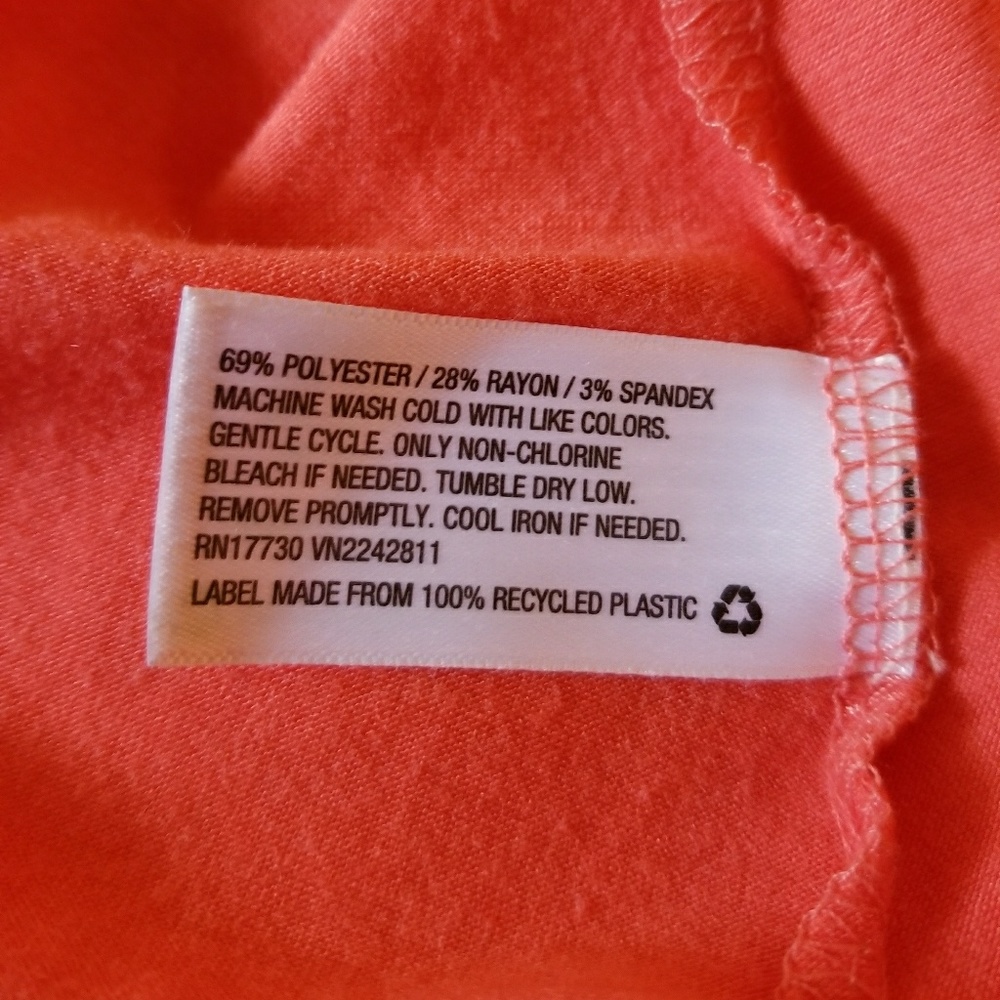 69% POLYESTER / 28% RAYON / 3% SPANDEX
MACHINE WASH COLD WITH LIKE COLORS.
GENTLE CYCLE. ONLY NON-CHLORINE
BLEACH IF NEEDED. TUMBLE DRY LOW.
REMOVE PROMPTLY. COOL IRON IF NEEDED.
RN17730 VN2242811
LABEL MADE FROM 100% RECYCLED PLASTIC